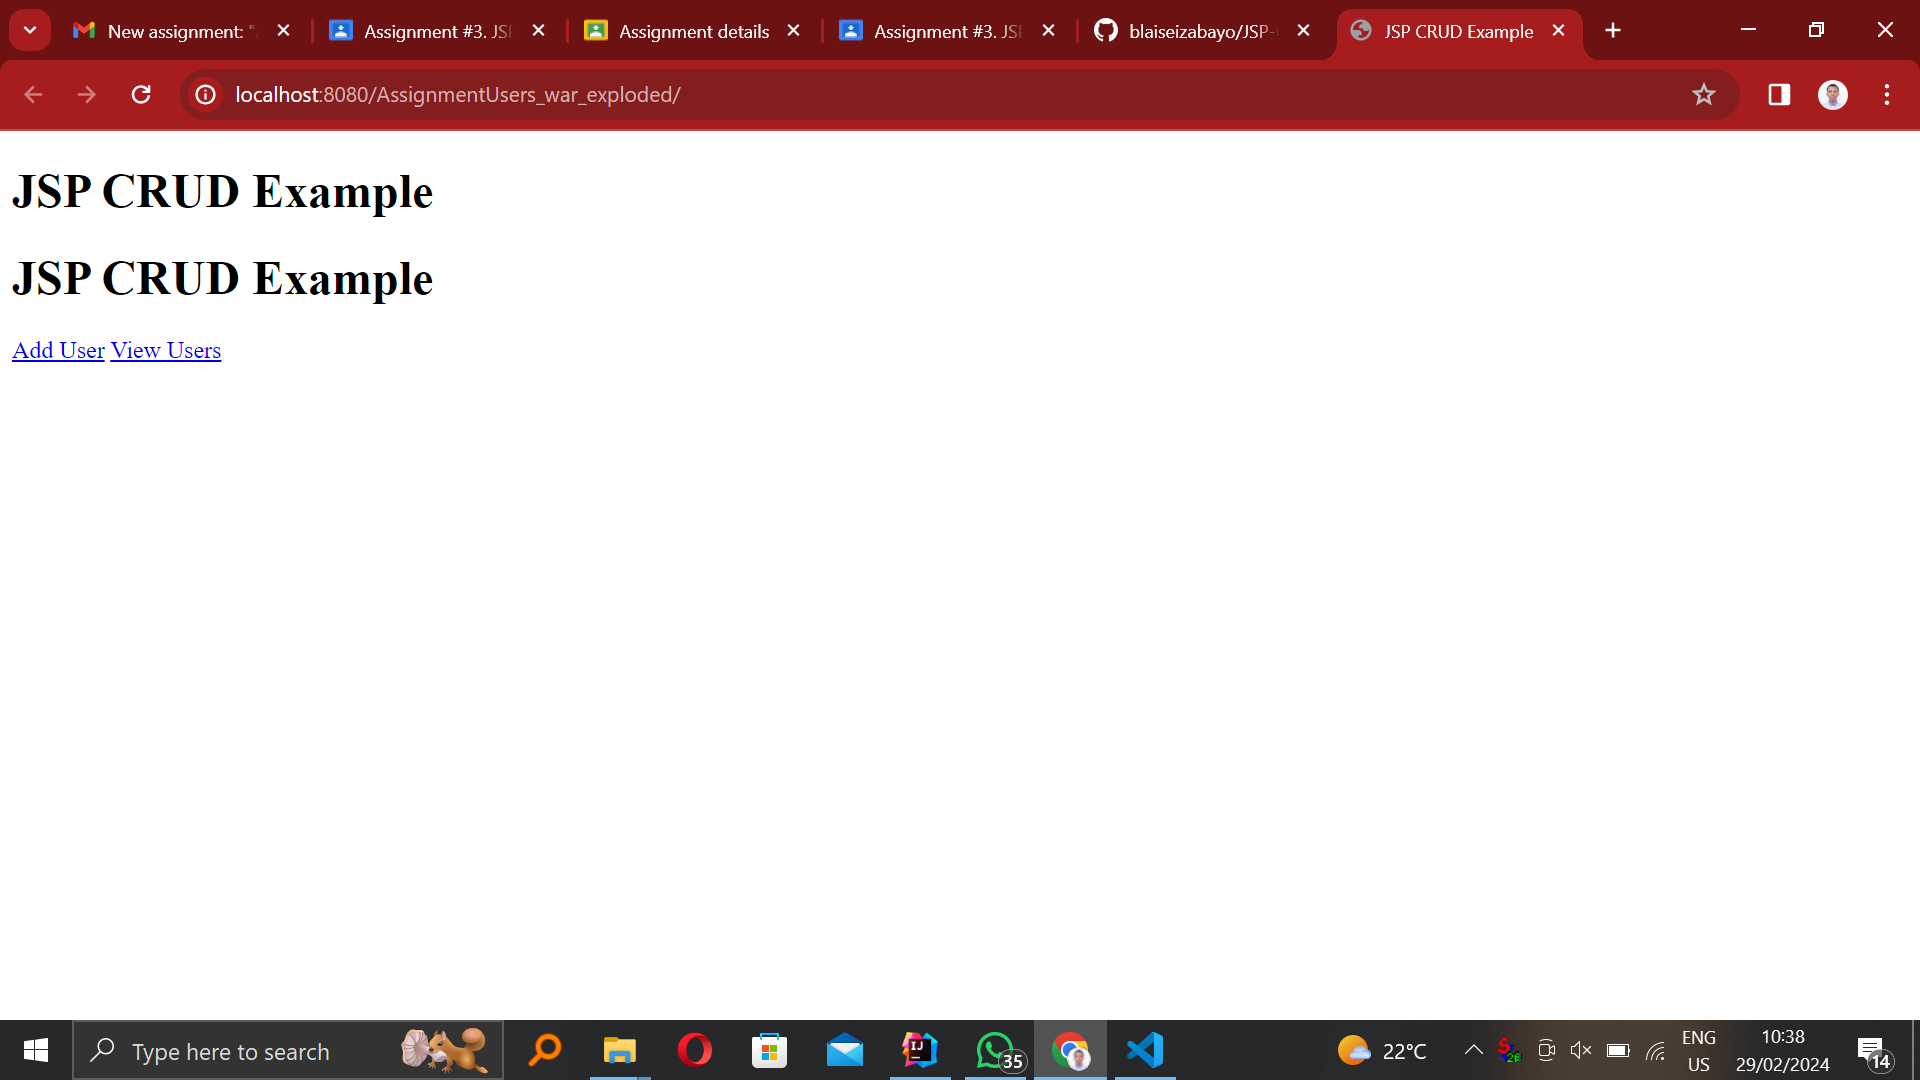 New assignment: "
Assignment #3. JSP
Assignment details
Assignment #3. JSP
blaiseizabayo/JSP-
JSP CRUD Example
localhost:8080/AssignmentUsers_war_exploded/
JSP CRUD Example
JSP CRUD Example
Add User View Users
Type here to search
35
22°C
ENG
US
10:38
29/02/2024
14